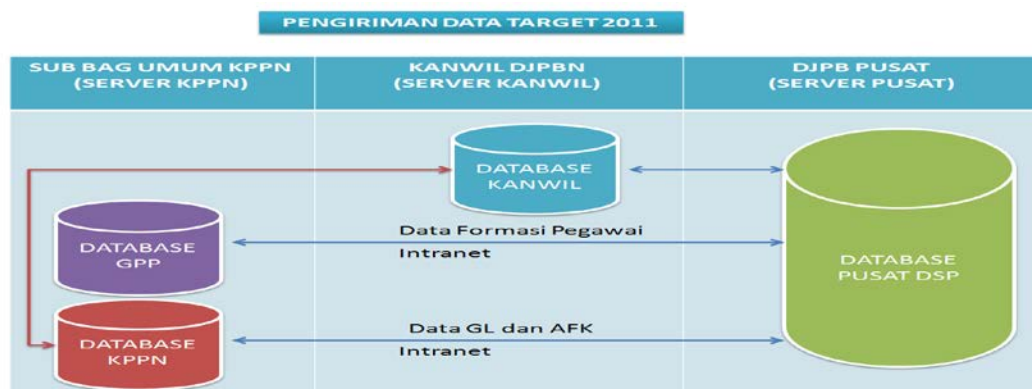 PENGIRIMAN DATA TARGET 2011
SUB BAG UMUM KPPN
(SERVER KPPN)
KANWIL DJPBN
(SERVER KANWIL)
DJPB PUSAT
(SERVER PUSAT)
DATABASE
KANWIL
Data Formasi Pegawai
Intranet
DATABASE
GPP
DATABASE
PUSAT DSP
Data GL dan AFK
Intranet
DATABASE
KPPN